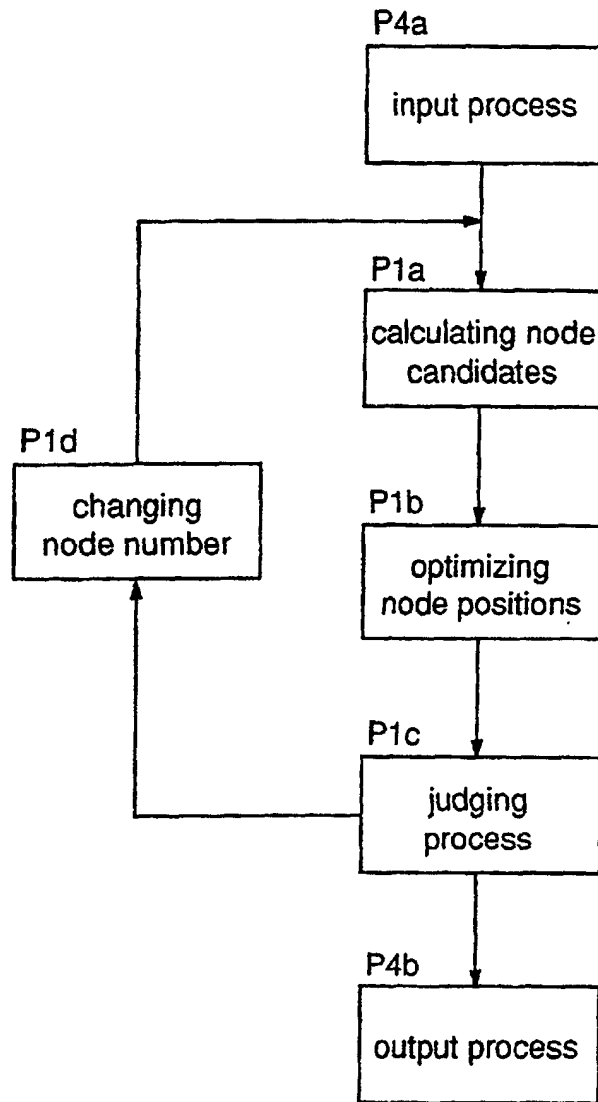 P4a
input process
P1a
calculating node
candidates
P1d
changing
node number
P1b
optimizing
node positions
P1c
judging
process
P4b
output process